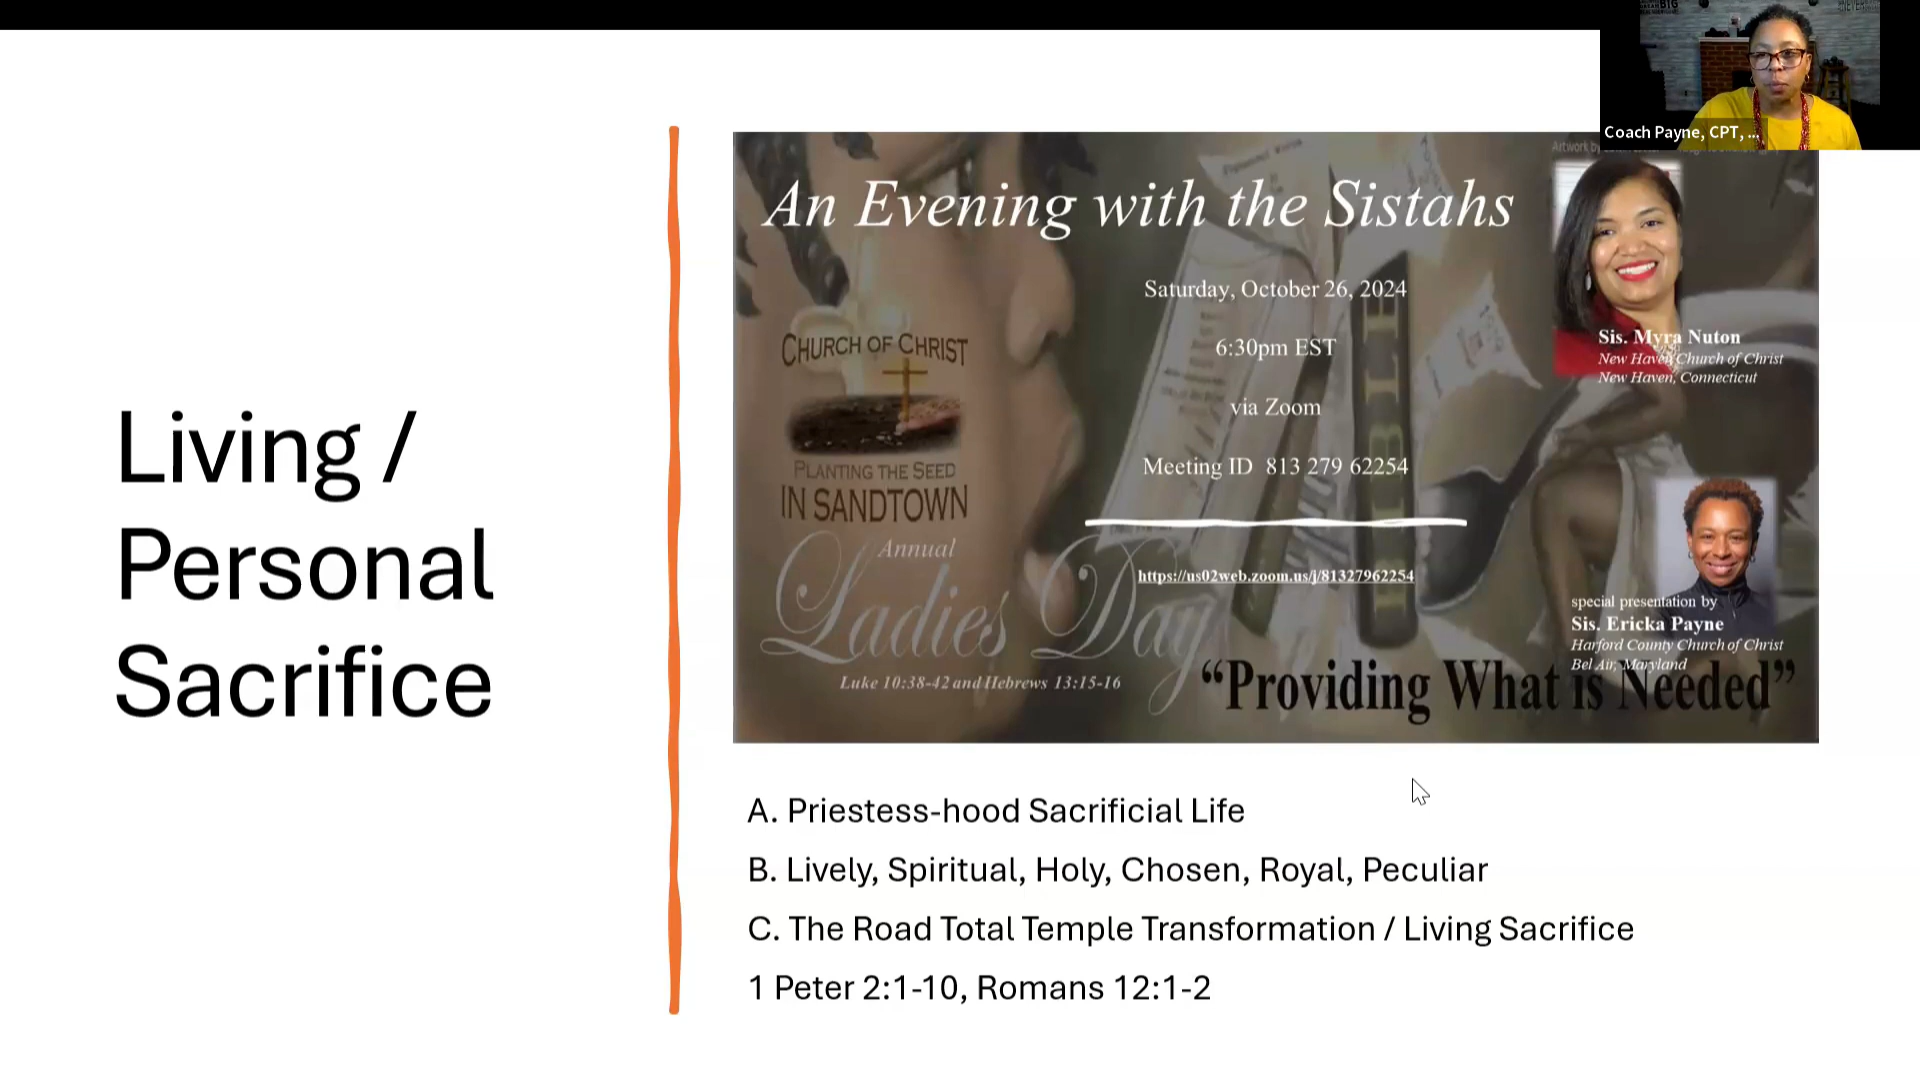 BIG
Coach Payne, CPT, ...
Living /
Personal
Sacrifice
Artwork by
An Evening with the Sistahs
Saturday, October 26, 2024
6:30pm EST
via Zoom
Meeting ID 813 279 62254
https://us02web.zoom.us/j/81327962254
CHURCH OF CHRIST
PLANTING THE SEED
IN SANDTOWN
Annual
Ladies Day
Luke 10:38-42 and Hebrews 13:15-16
Sis. Myra Nuton
New Haven Church of Christ
New Haven, Connecticut
special presentation by
Sis. Ericka Payne
Harford County Church of Christ
Bel Air, Maryland
“Providing What is Needed”
BIBLE
A. Priestess-hood Sacrificial Life
B. Lively, Spiritual, Holy, Chosen, Royal, Peculiar
C. The Road Total Temple Transformation / Living Sacrifice
1 Peter 2:1-10, Romans 12:1-2